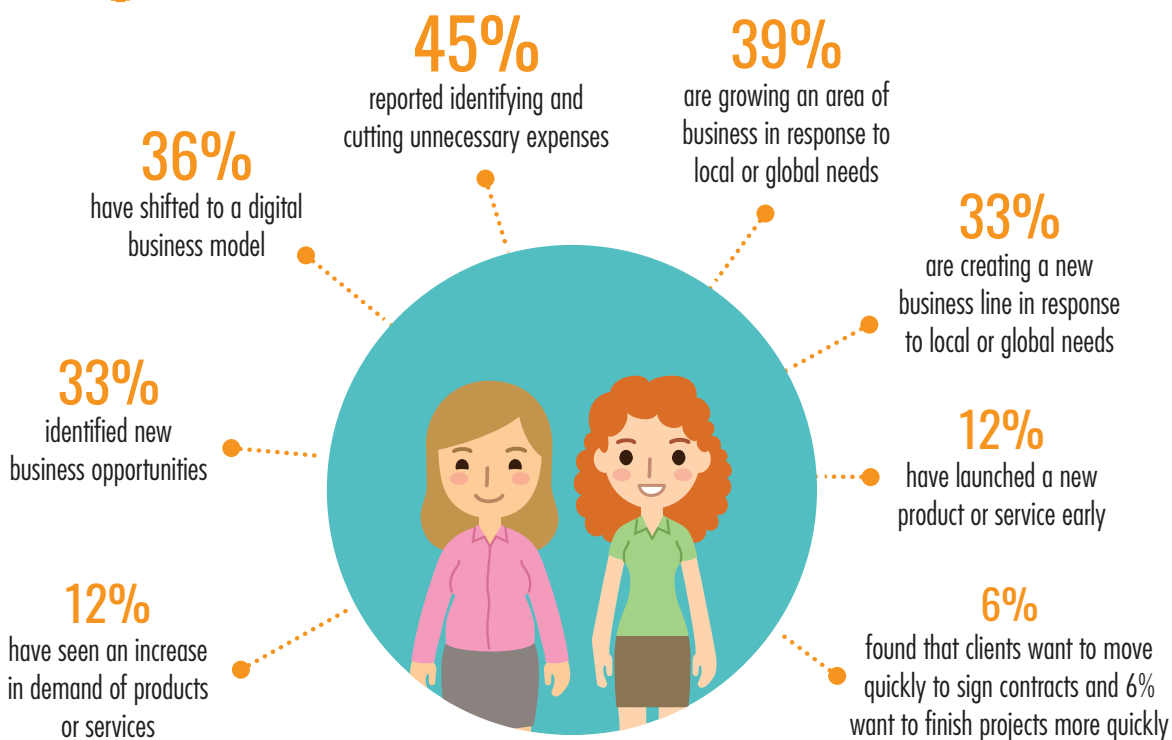 45%
reported identifying and
cutting unnecessary expenses
39%
are growing an area of
business in response to
local or global needs
36%
have shifted to a digital
business model
33%
are creating a new
business line in response
to local or global needs
33%
identified new
business opportunities
12%
have launched a new
product or service early
12%
have seen an increase
in demand of products
or services
6%
found that clients want to move
quickly to sign contracts and 6%
want to finish projects more quickly